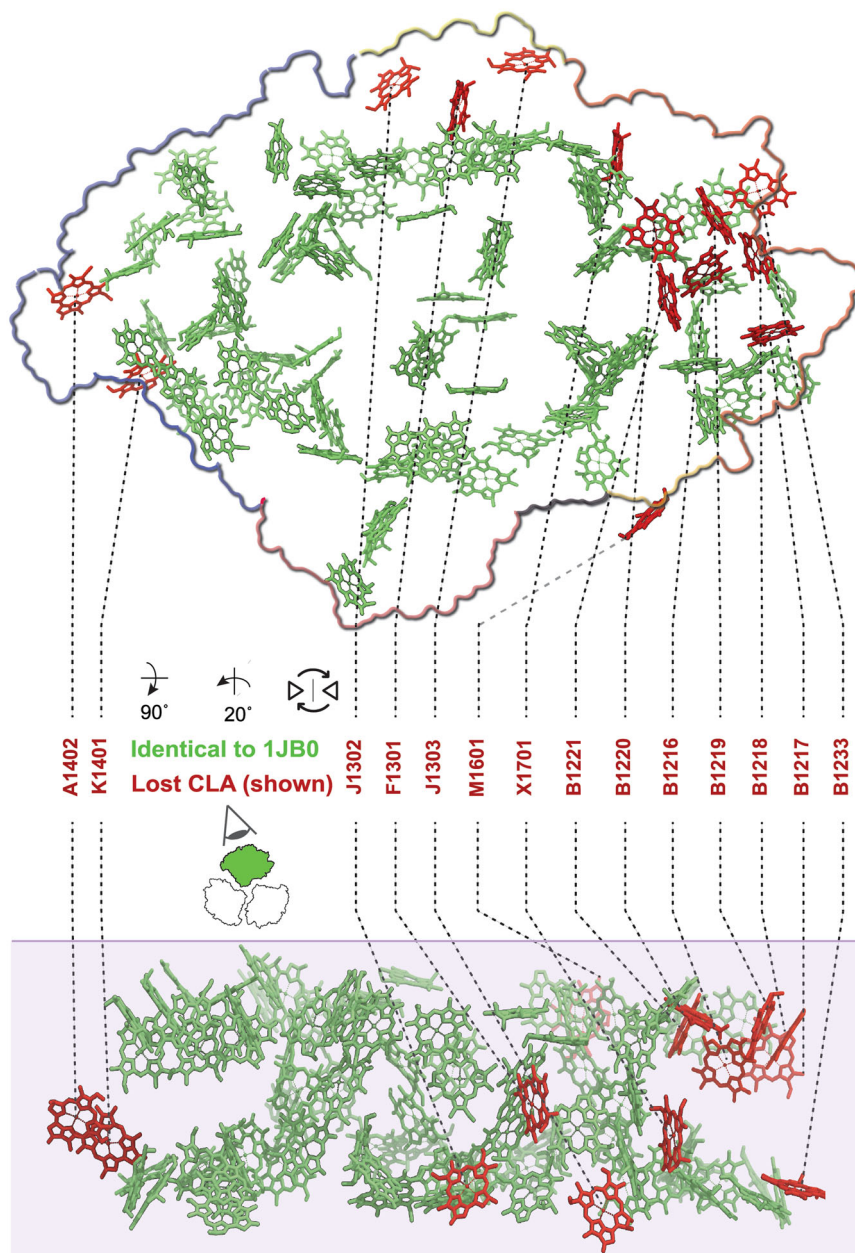 90° 20°
Identical to 1JB0
Lost CLA (shown)
A1402
K1401
J1302
F1301
J1303
M1601
X1701
B1221
B1220
B1216
B1219
B1218
B1217
B1233